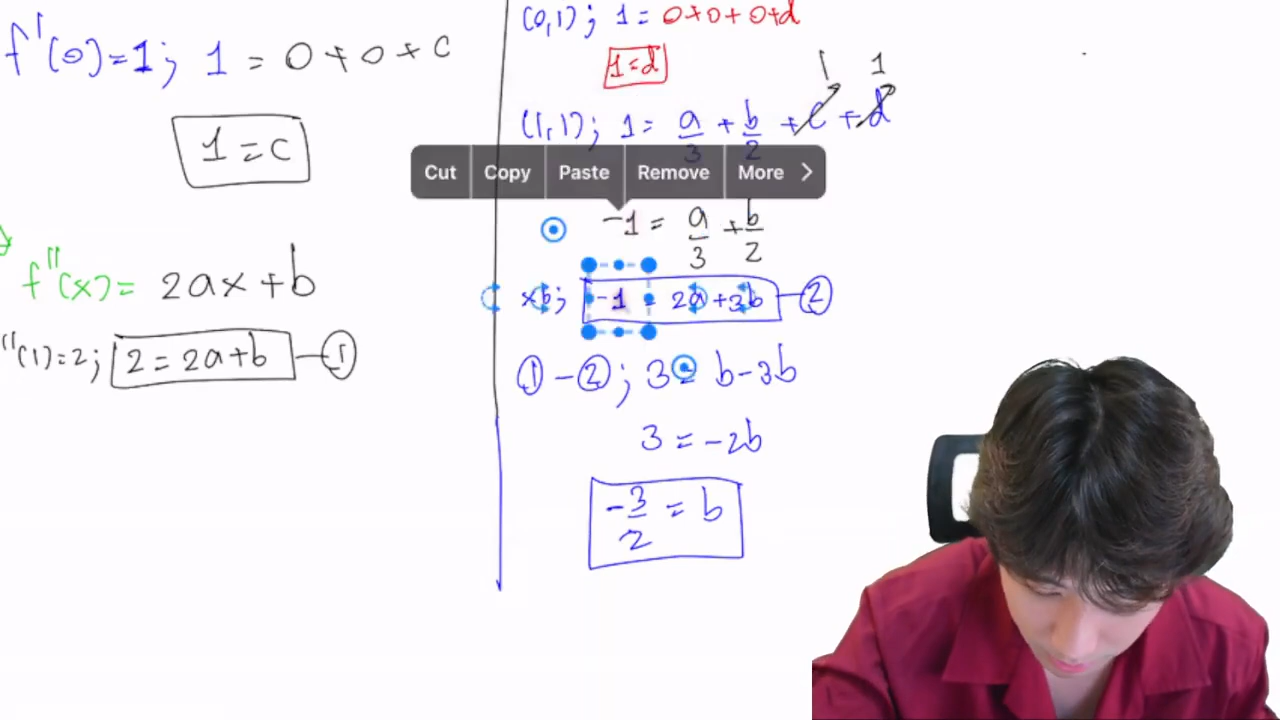 f'(0)=1; 1 = 0 + 0 + c
1 = c
f''(x) = 2ax + b
''(1)=2; 2 = 2a+b — ①
(0,1); 1 = 0+0+0+d
1=d
1 1
(1,1); 1 = a/3 + b/2 + c + d
Cut Copy Paste Remove More >
-1 = a/3 + b/2
x6; -1 = 2a+3b — ②
① - ②; 3 = b-3b
3 = -2b
-3/2 = b